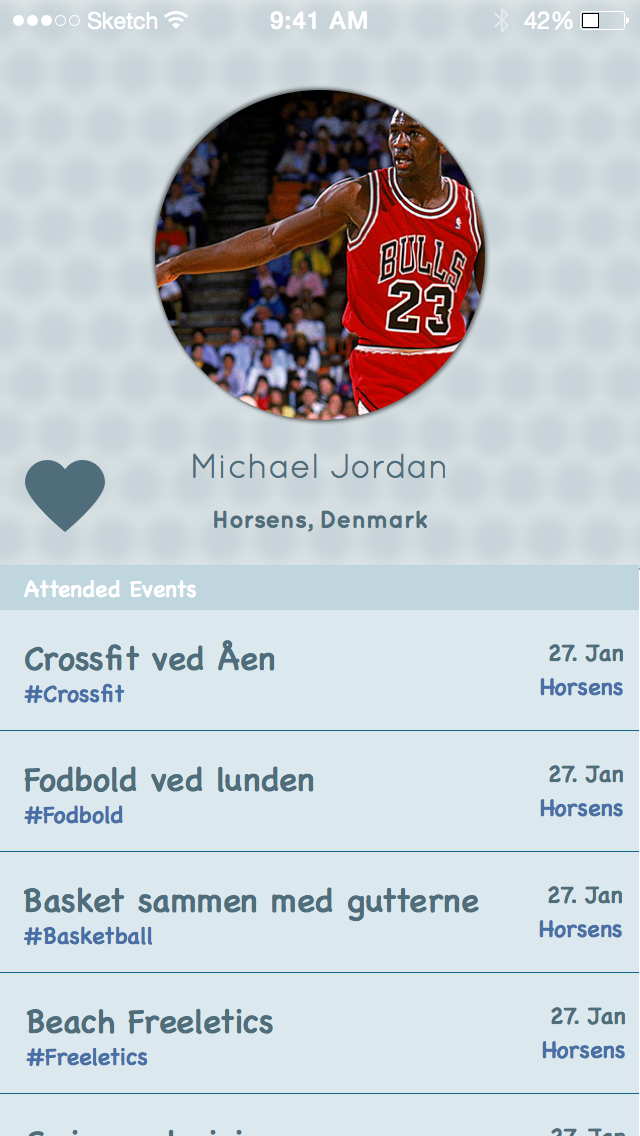 Sketch 9:41 AM 42%
BULLS
23
Michael Jordan
Horsens, Denmark
Attended Events
Crossfit ved Åen 27. Jan
#Crossfit Horsens
Fodbold ved lunden 27. Jan
#Fodbold Horsens
Basket sammen med gutterne 27. Jan
#Basketball Horsens
Beach Freeletics 27. Jan
#Freeletics Horsens
27. Jan